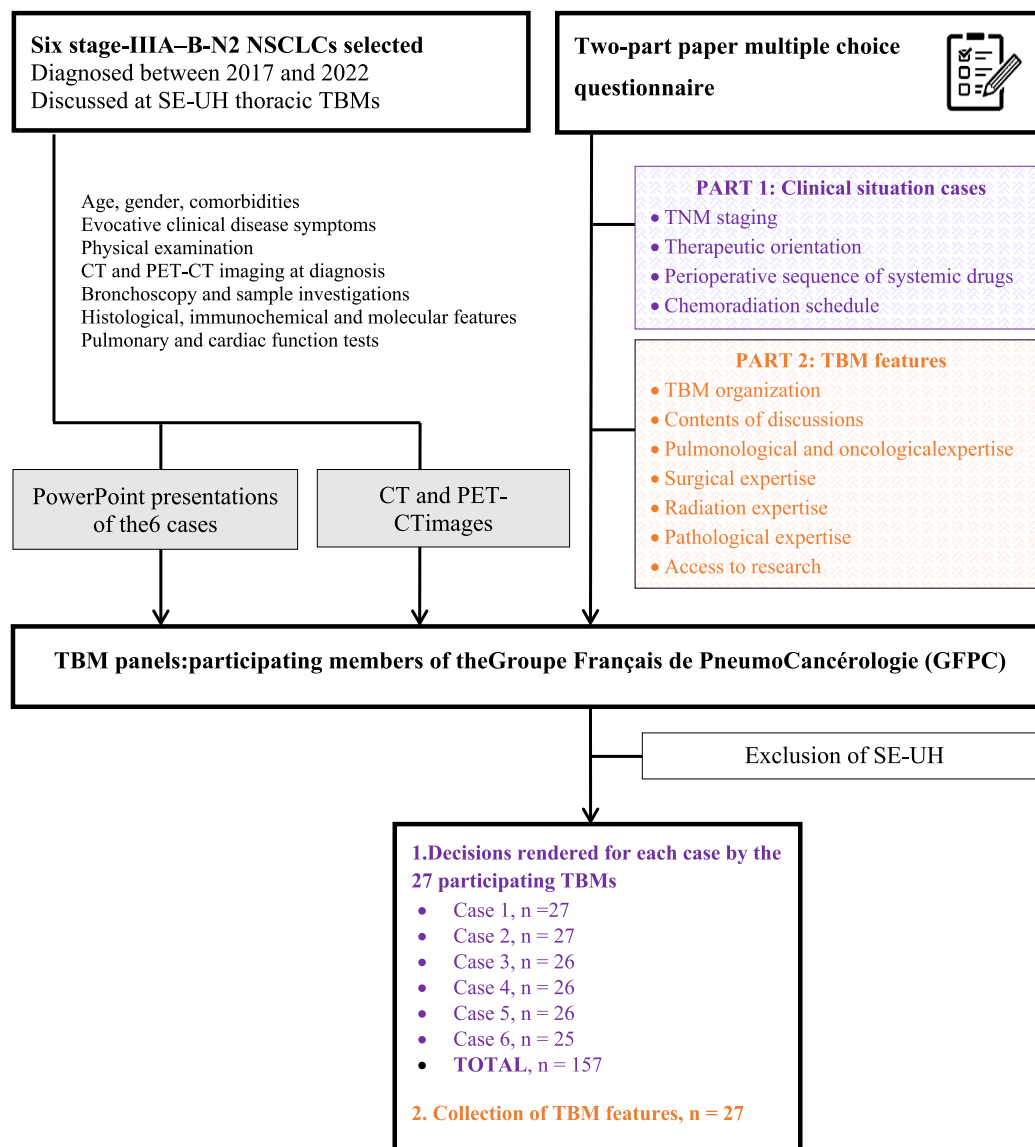 Six stage-IIIA–B-N2 NSCLCs selected
Diagnosed between 2017 and 2022
Discussed at SE-UH thoracic TBMs
Two-part paper multiple choice
questionnaire
Age, gender, comorbidities
Evocative clinical disease symptoms
Physical examination
CT and PET-CT imaging at diagnosis
Bronchoscopy and sample investigations
Histological, immunochemical and molecular features
Pulmonary and cardiac function tests
PART 1: Clinical situation cases
• TNM staging
• Therapeutic orientation
• Perioperative sequence of systemic drugs
• Chemoradiation schedule
PART 2: TBM features
• TBM organization
• Contents of discussions
• Pulmonological and oncologicalexpertise
• Surgical expertise
• Radiation expertise
• Pathological expertise
• Access to research
PowerPoint presentations
of the6 cases
CT and PET-
CTimages
TBM panels:participating members of theGroupe Français de PneumoCancérologie (GFPC)
Exclusion of SE-UH
1.Decisions rendered for each case by the
27 participating TBMs
• Case 1, n =27
• Case 2, n = 27
• Case 3, n = 26
• Case 4, n = 26
• Case 5, n = 26
• Case 6, n = 25
• TOTAL, n = 157
2. Collection of TBM features, n = 27